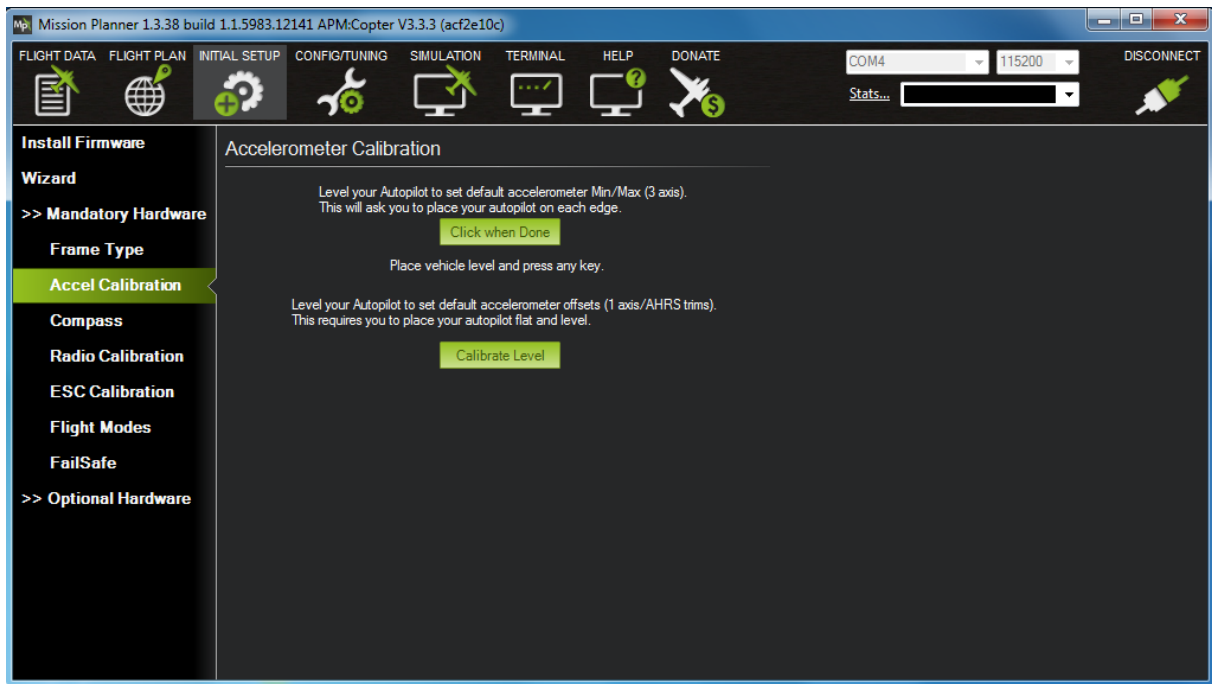 Mission Planner 1.3.38 build 1.1.5983.12141 APM:Copter V3.3.3 (acf2e10c)
FLIGHT DATA FLIGHT PLAN INITIAL SETUP CONFIG/TUNING SIMULATION TERMINAL HELP DONATE COM4 115200 DISCONNECT
Stats...
Install Firmware
Wizard
>> Mandatory Hardware
Frame Type
Accel Calibration
Compass
Radio Calibration
ESC Calibration
Flight Modes
FailSafe
>> Optional Hardware
Accelerometer Calibration
Level your Autopilot to set default accelerometer Min/Max (3 axis).
This will ask you to place your autopilot on each edge.
Click when Done
Place vehicle level and press any key.
Level your Autopilot to set default accelerometer offsets (1 axis/AHRS trims).
This requires you to place your autopilot flat and level.
Calibrate Level